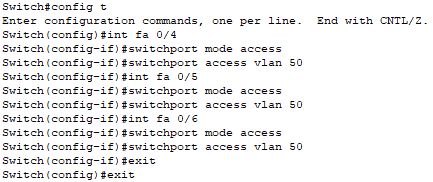 Switch#config t
Enter configuration commands, one per line.  End with CNTL/Z.
Switch(config)#int fa 0/4
Switch(config-if)#switchport mode access
Switch(config-if)#switchport access vlan 50
Switch(config-if)#int fa 0/5
Switch(config-if)#switchport mode access
Switch(config-if)#switchport access vlan 50
Switch(config-if)#int fa 0/6
Switch(config-if)#switchport mode access
Switch(config-if)#switchport access vlan 50
Switch(config-if)#exit
Switch(config)#exit